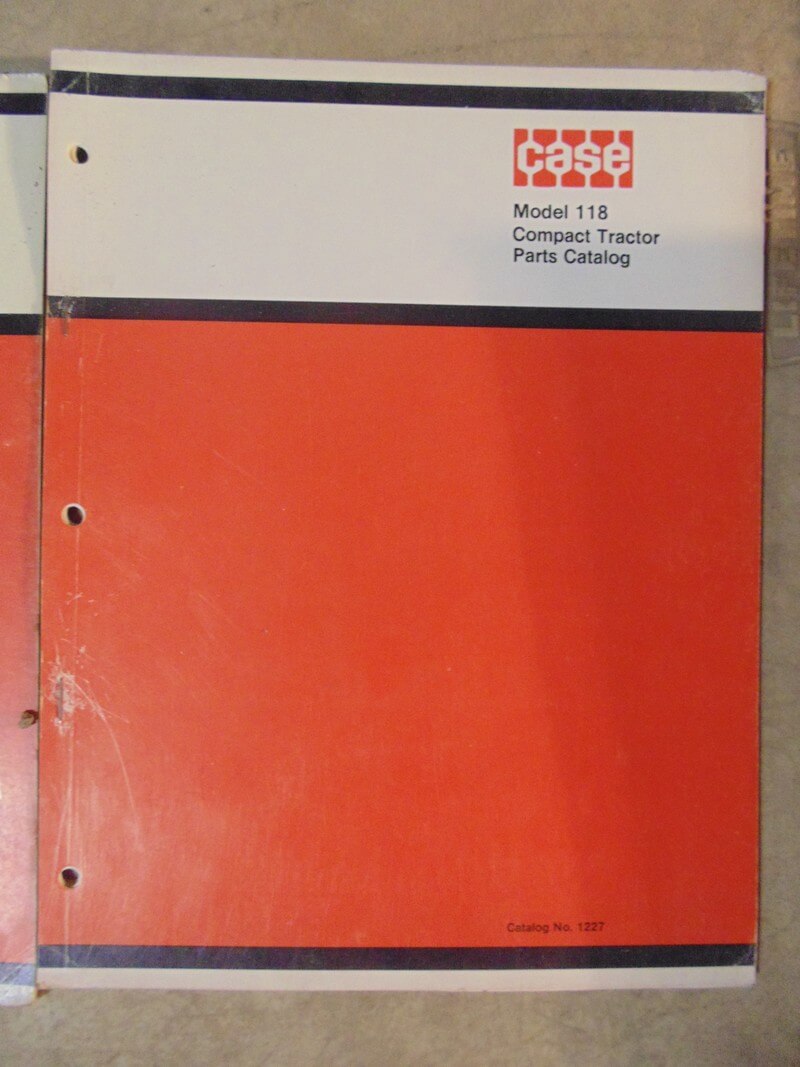 case
Model 118
Compact Tractor
Parts Catalog
Catalog No. 1227